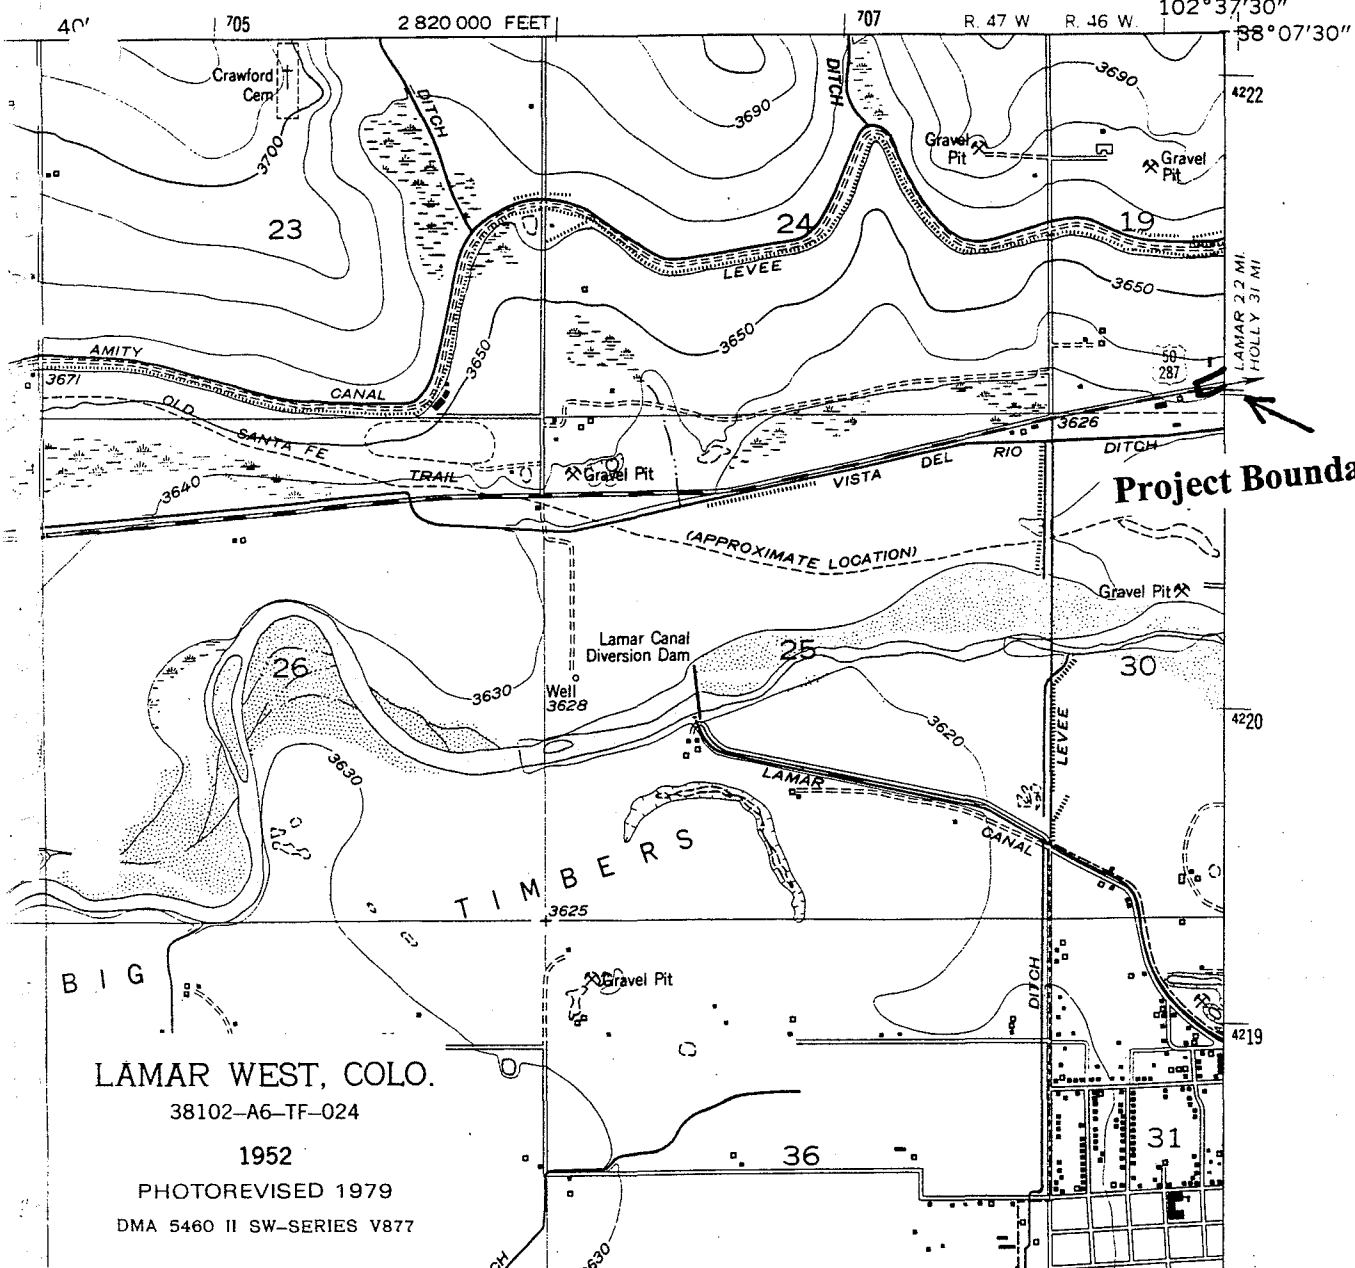 40'
705
2 820 000 FEET
707
R. 47 W.
R. 46 W.
102°37'30"
38°07'30"
Crawford
Cem
DITCH
DITCH
3690
3690
4222
3700
Gravel
Pit
Gravel
Pit
23
24
19
LEVEE
LAMAR 2.2 MI.
HOLLY 31 MI
3650
3650
3650
AMITY
3671
CANAL
50
287
OLD
SANTA FE
TRAIL
3626
DITCH
RIO
DEL
VISTA
Gravel Pit
3640
Project Bounda
(APPROXIMATE LOCATION)
Gravel Pit
Lamar Canal
Diversion Dam
25
26
30
3630
Well
3628
4220
3620
LEVEE
3630
LAMAR
CANAL
BIG TIMBERS
3625
DITCH
Gravel Pit
4219
LAMAR WEST, COLO.
38102–A6–TF–024
1952
PHOTOREVISED 1979
DMA 5460 II SW–SERIES V877
36
31
3630